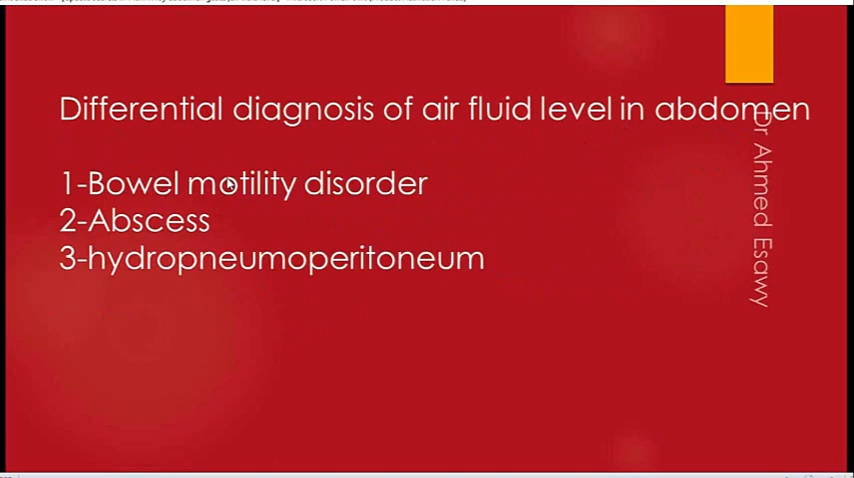 Differential diagnosis of air fluid level in abdomen
1-Bowel motility disorder
2-Abscess
3-hydropneumoperitoneum
Dr Ahmed Esawy